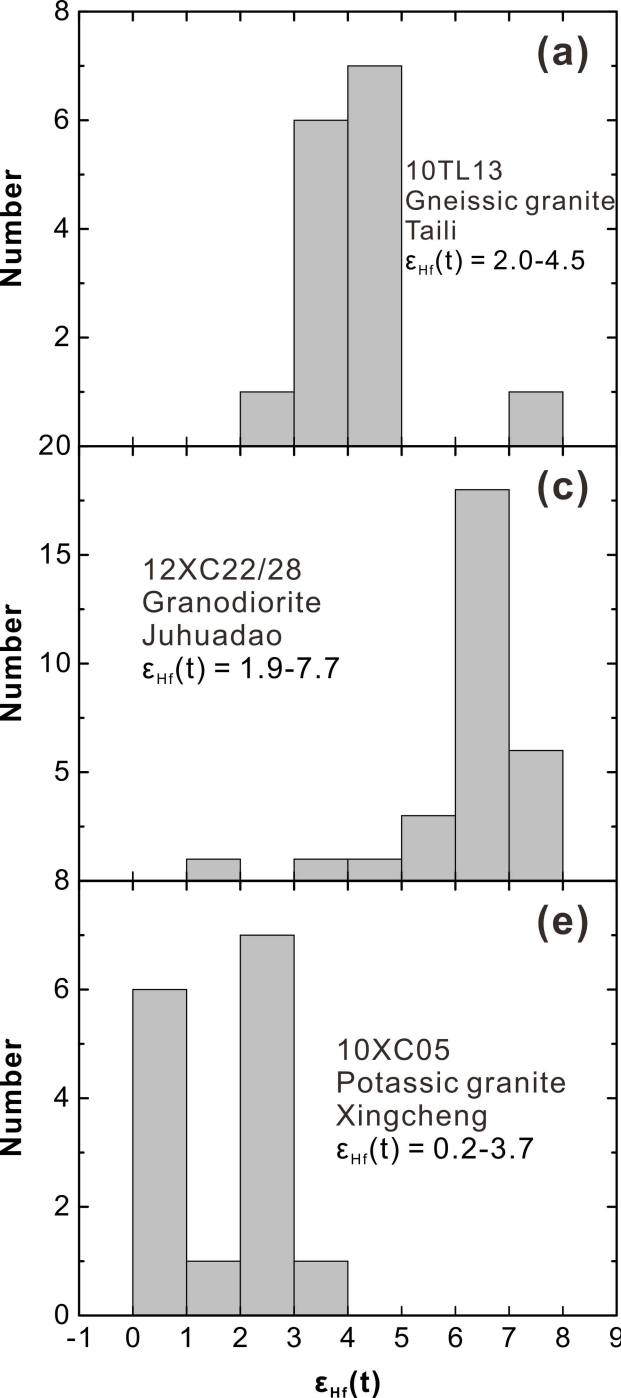 8
(a)
6
4
2
Number
10TL13
Gneissic granite
Taili
εHf(t) = 2.0-4.5
20
(c)
15
10
5
Number
12XC22/28
Granodiorite
Juhuadao
εHf(t) = 1.9-7.7
8
(e)
6
4
2
0
Number
10XC05
Potassic granite
Xingcheng
εHf(t) = 0.2-3.7
-1 0 1 2 3 4 5 6 7 8 9
εHf(t)